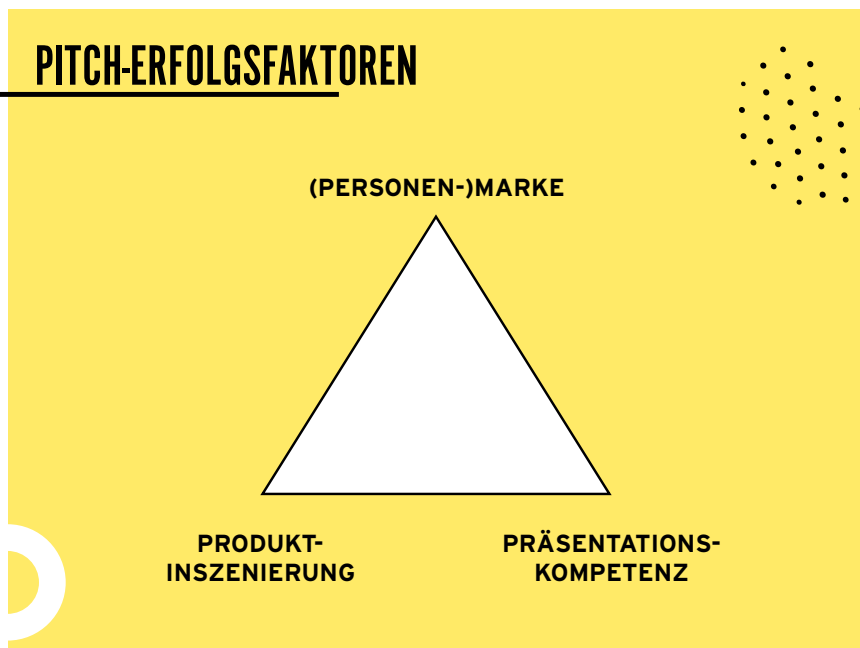 PITCH-ERFOLGSFAKTOREN
(PERSONEN-)MARKE
PRODUKT-
INSZENIERUNG
PRÄSENTATIONS-
KOMPETENZ